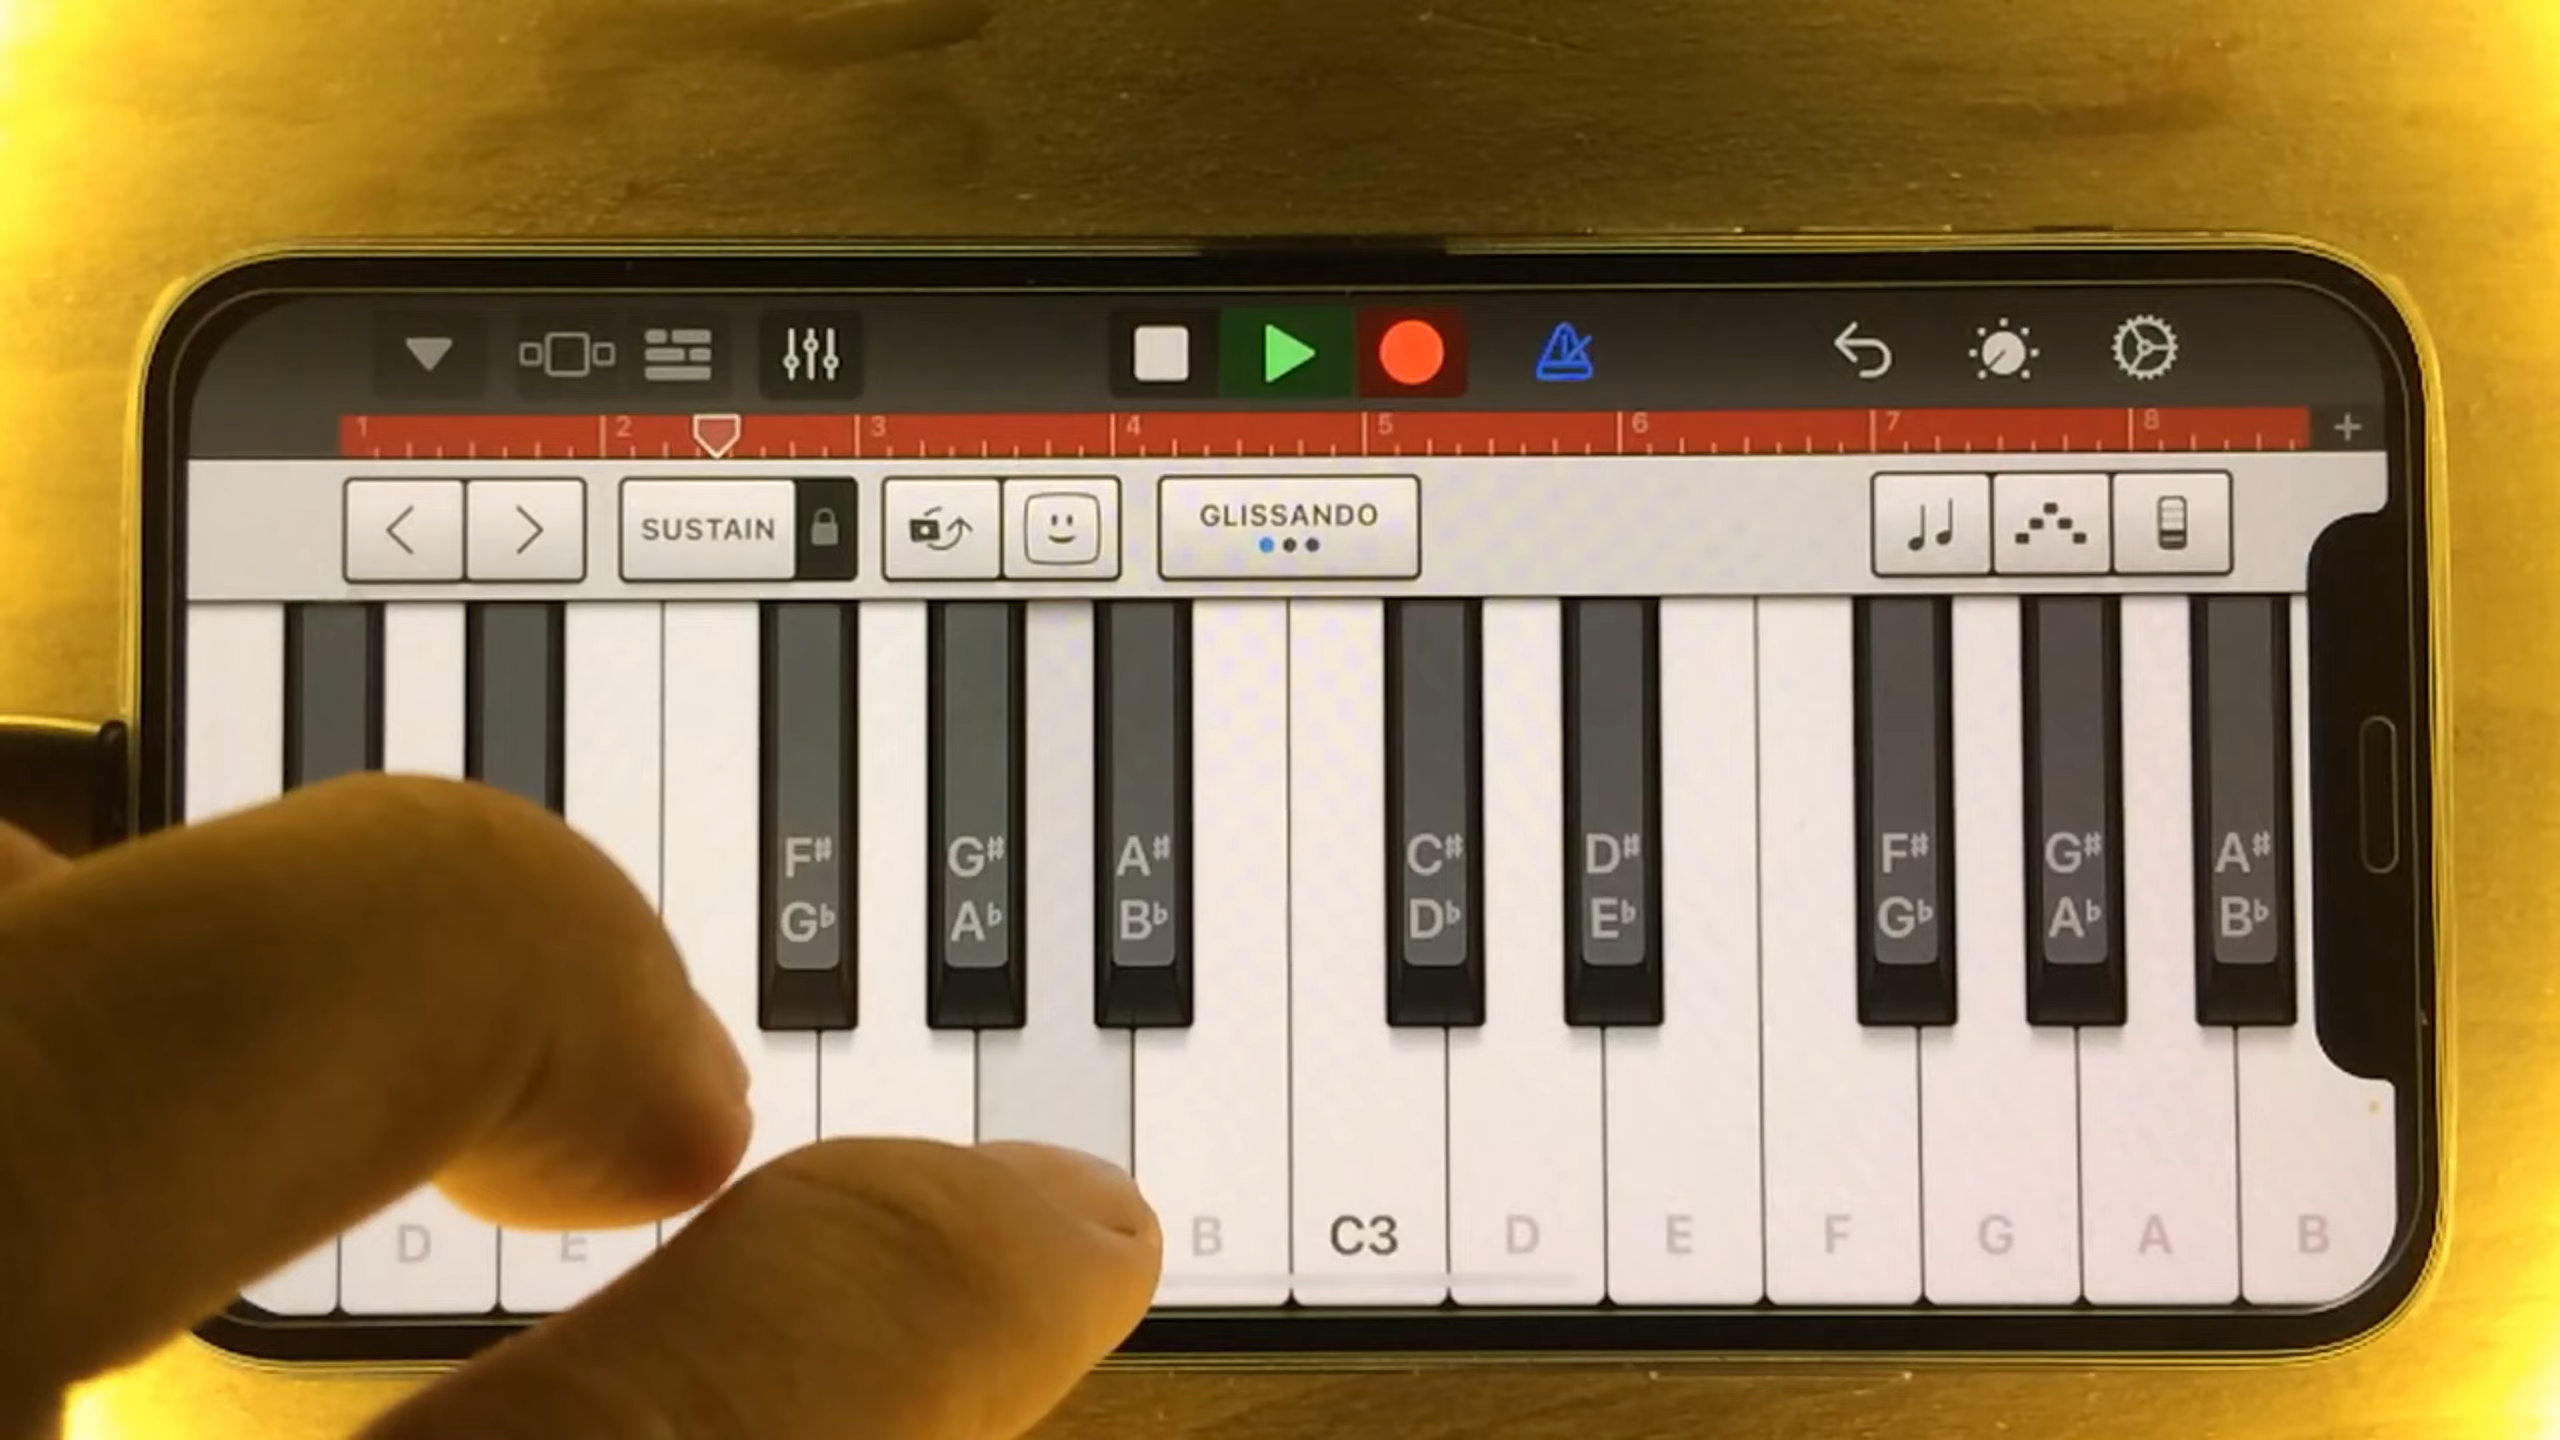 1 2 3 4 5 6 7 8 +
SUSTAIN GLISSANDO
F♯ G♯ A♯ C♯ D♯ F♯ G♯ A♯
G♭ A♭ B♭ D♭ E♭ G♭ A♭ B♭
D E B C3 D E F G A B